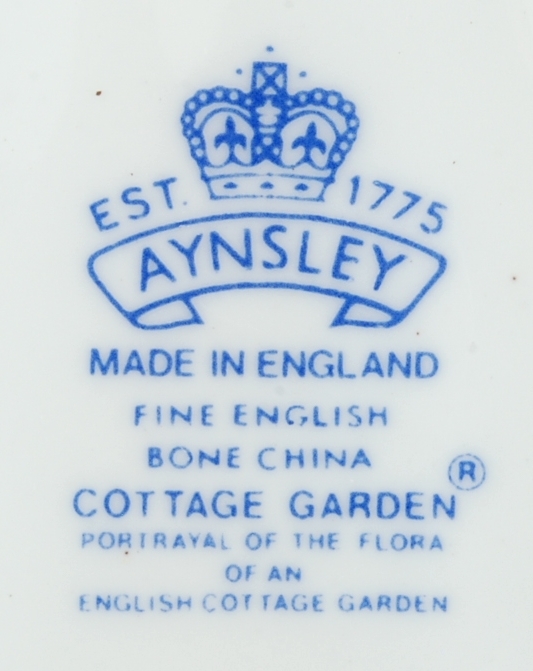 EST. 1775
AYNSLEY
MADE IN ENGLAND
FINE ENGLISH
BONE CHINA
COTTAGE GARDEN ®
PORTRAYAL OF THE FLORA
OF AN
ENGLISH COTTAGE GARDEN